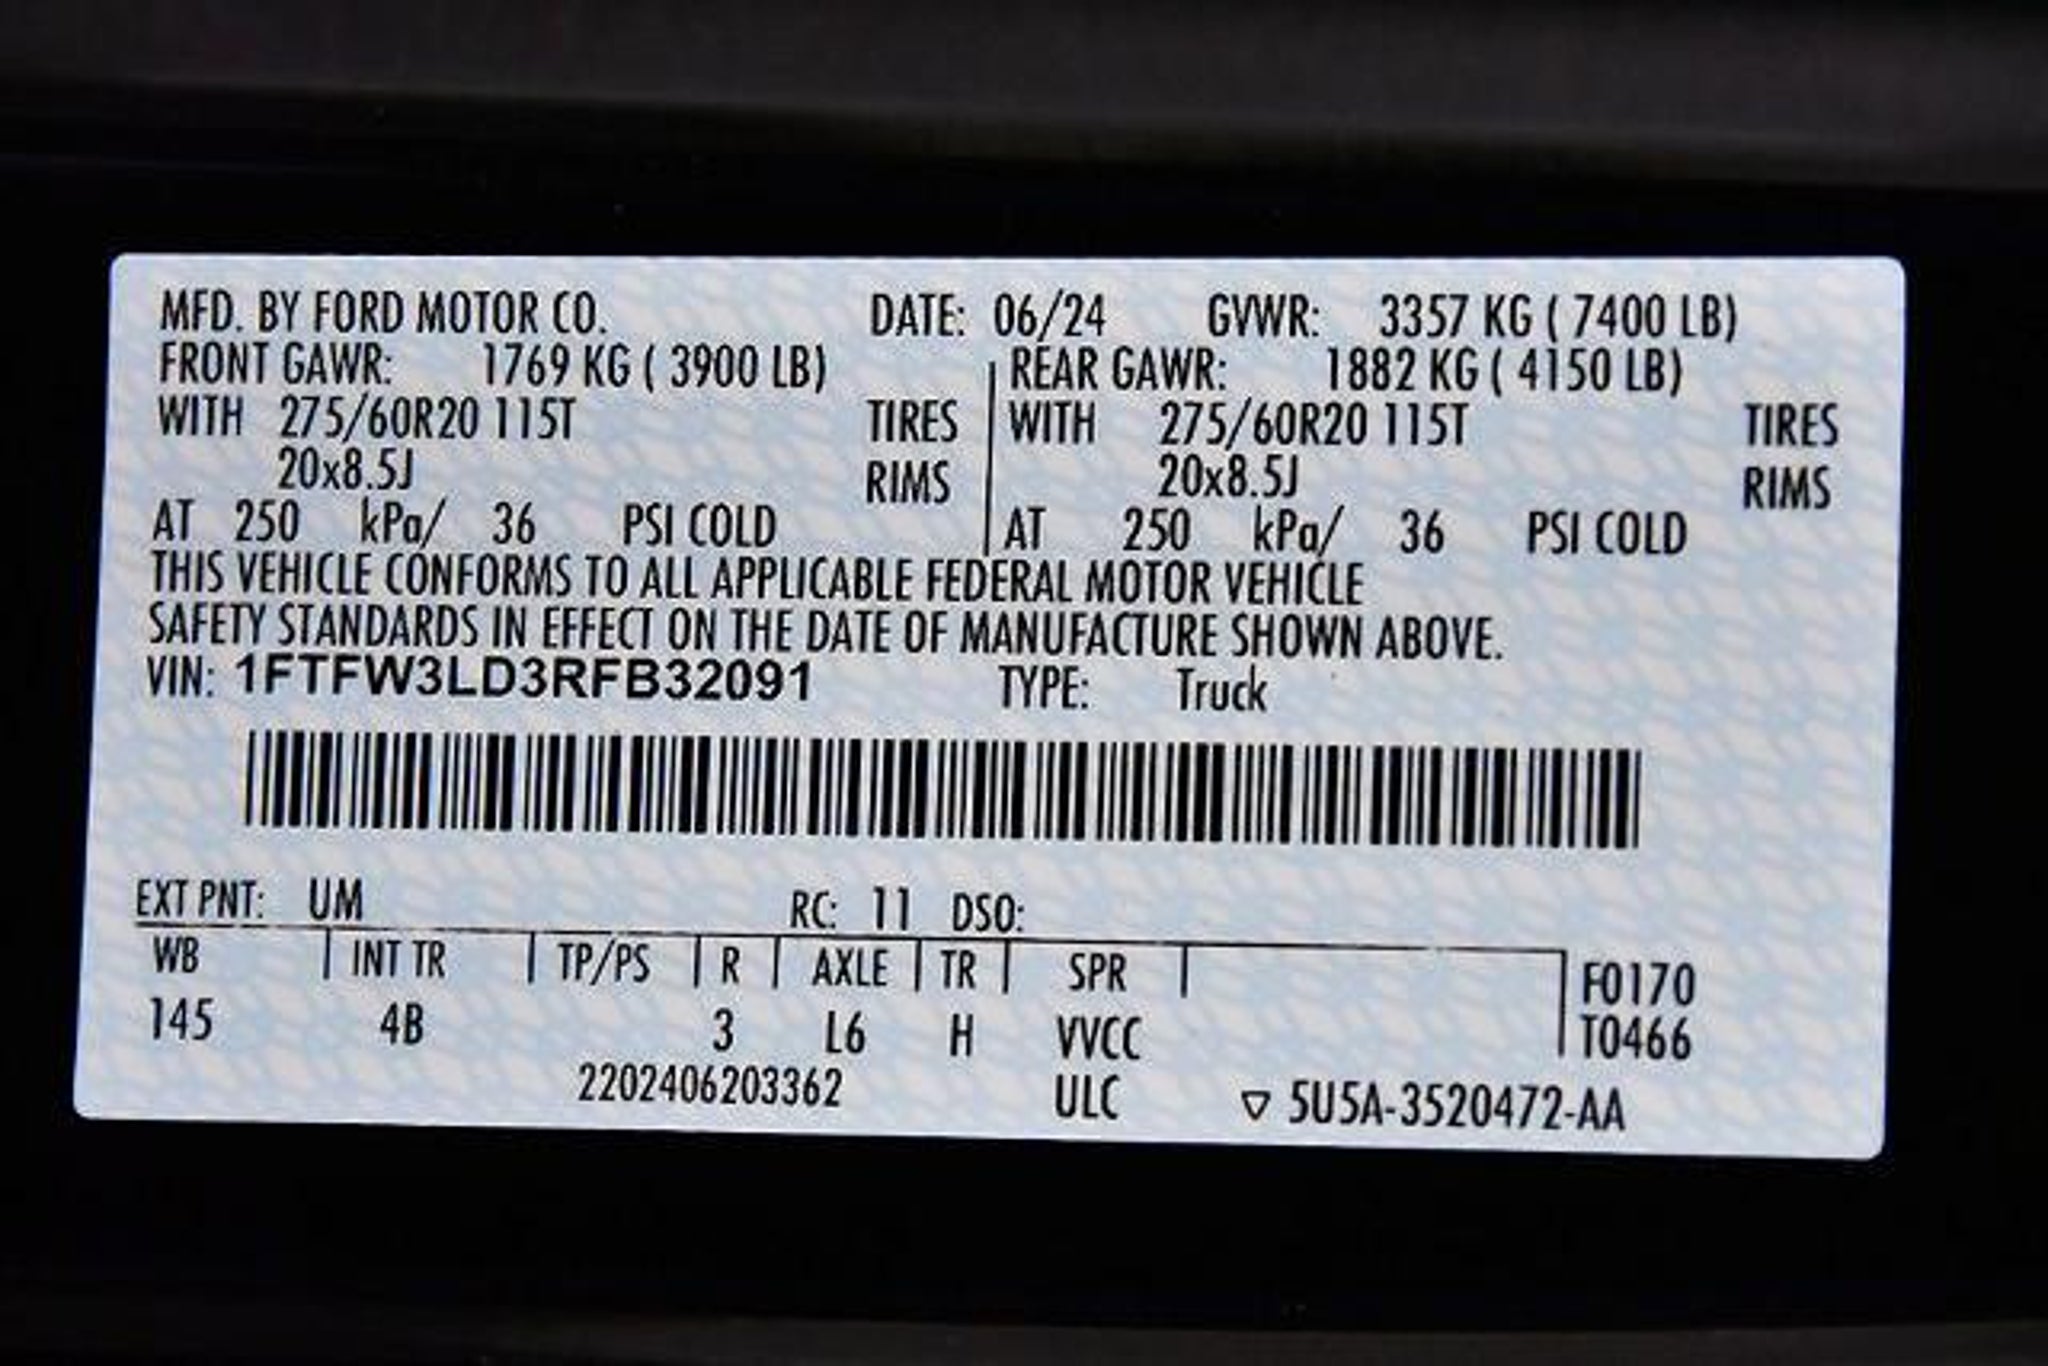 MFD. BY FORD MOTOR CO. DATE: 06/24 GVWR: 3357 KG ( 7400 LB)
FRONT GAWR: 1769 KG ( 3900 LB) REAR GAWR: 1882 KG ( 4150 LB)
WITH 275/60R20 115T TIRES WITH 275/60R20 115T TIRES
20x8.5J RIMS 20x8.5J RIMS
AT 250 kPa/ 36 PSI COLD AT 250 kPa/ 36 PSI COLD
THIS VEHICLE CONFORMS TO ALL APPLICABLE FEDERAL MOTOR VEHICLE
SAFETY STANDARDS IN EFFECT ON THE DATE OF MANUFACTURE SHOWN ABOVE.
VIN: 1FTFW3LD3RFB32091 TYPE: Truck
EXT PNT: UM RC: 11 DSO:
WB INT TR TP/PS R AXLE TR SPR F0170
145 4B 3 L6 H VVCC T0466
2202406203362 ULC ▽ 5U5A-3520472-AA